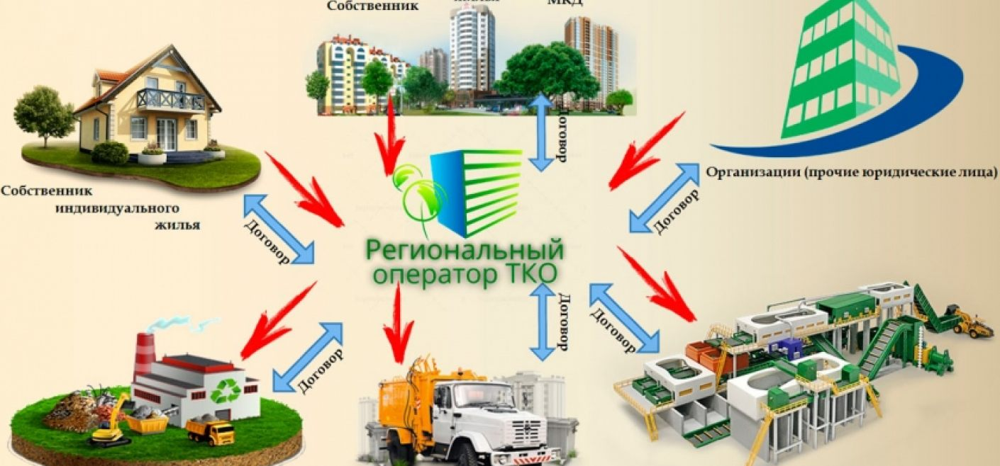 Собственник
МКД
Организации (прочие юридические лица)
Собственник
индивидуального
жилья
Договор
Договор
Договор
Региональный
оператор ТКО
Договор
Договор
Договор